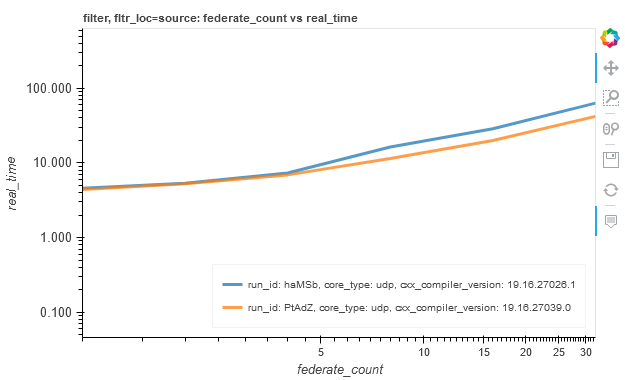 filter, fltr_loc=source: federate_count vs real_time
100.000
10.000
1.000
0.100
real_time
run_id: haMSb, core_type: udp, cxx_compiler_version: 19.16.27026.1
run_id: PtAdZ, core_type: udp, cxx_compiler_version: 19.16.27039.0
5 10 15 20 25 30
federate_count